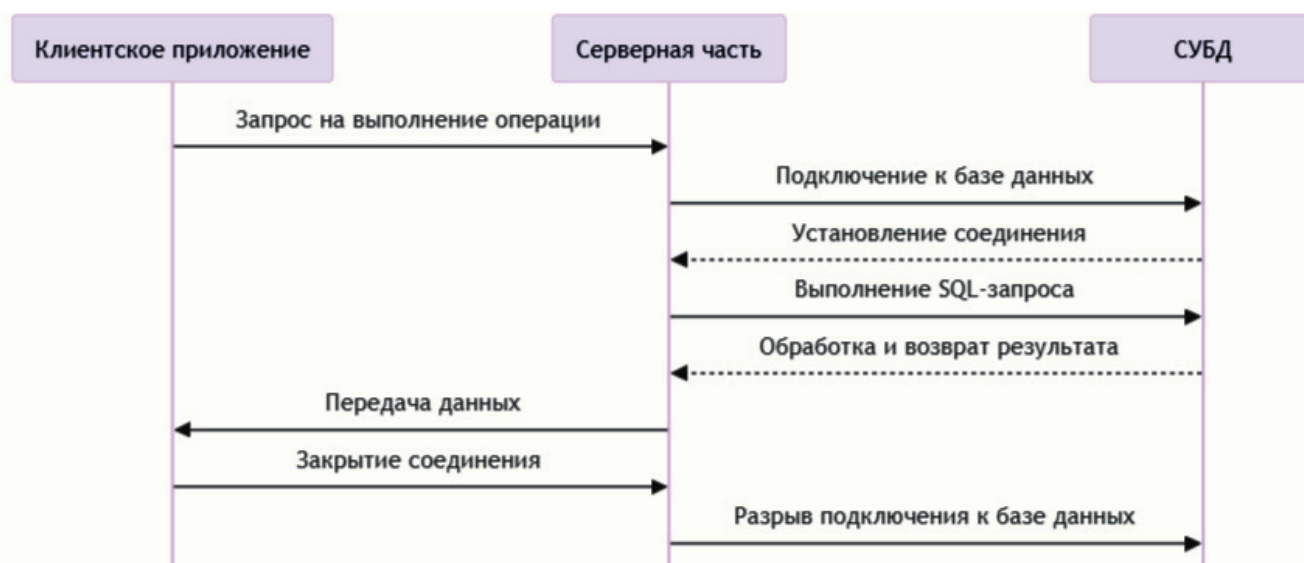 Клиентское приложение
Серверная часть
СУБД
Запрос на выполнение операции
Подключение к базе данных
Установление соединения
Выполнение SQL-запроса
Обработка и возврат результата
Передача данных
Закрытие соединения
Разрыв подключения к базе данных